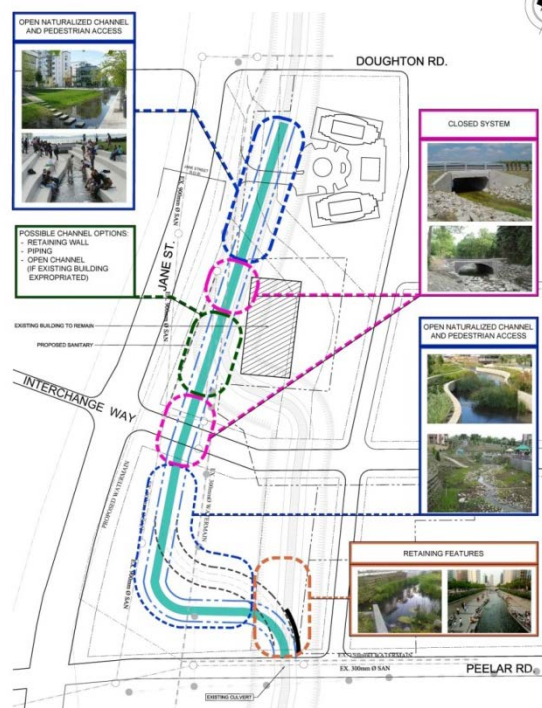 OPEN NATURALIZED CHANNEL
AND PEDESTRIAN ACCESS
DOUGHTON RD.
CLOSED SYSTEM
JANE ST.
POSSIBLE CHANNEL OPTIONS:
- RETAINING WALL
- PIPING
- OPEN CHANNEL
(IF EXISTING BUILDING
EXPROPRIATED)
EXISTING BUILDING TO REMAIN
PROPOSED SANITARY
OPEN NATURALIZED CHANNEL
AND PEDESTRIAN ACCESS
INTERCHANGE WAY
PROPOSED WATERMAIN
RETAINING FEATURES
EX. 300mm Ø SAN
PEELAR RD.
EXISTING CULVERT